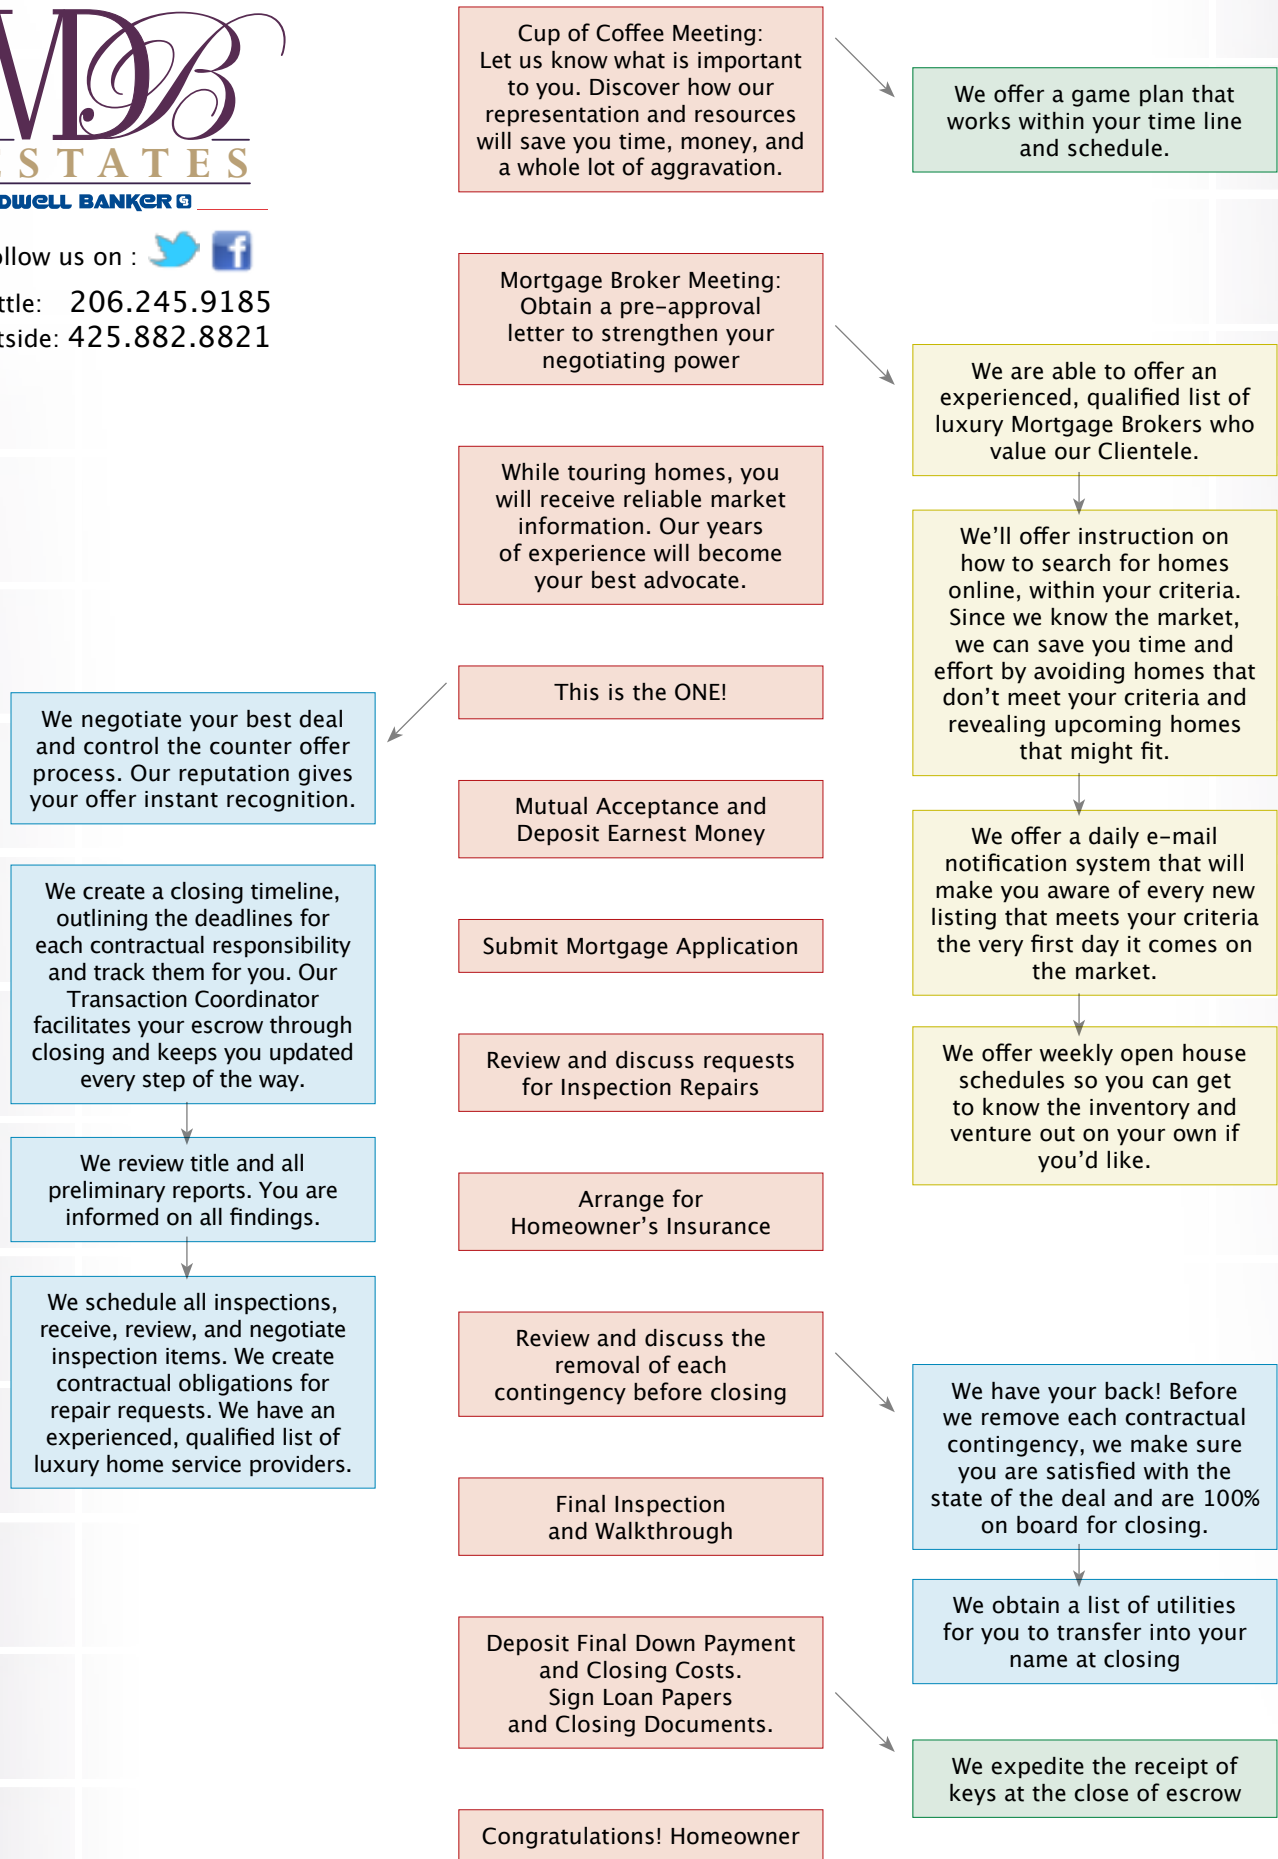 M.DB
ESTATES
DWELL BANKER
ollow us on :
ttle: 206.245.9185
tside: 425.882.8821
Cup of Coffee Meeting:
Let us know what is important
to you. Discover how our
representation and resources
will save you time, money, and
a whole lot of aggravation.
We offer a game plan that
works within your time line
and schedule.
Mortgage Broker Meeting:
Obtain a pre-approval
letter to strengthen your
negotiating power
We are able to offer an
experienced, qualified list of
luxury Mortgage Brokers who
value our Clientele.
We'll offer instruction on
how to search for homes
online, within your criteria.
Since we know the market,
we can save you time and
effort by avoiding homes that
don't meet your criteria and
revealing upcoming homes
that might fit.
We offer a daily e-mail
notification system that will
make you aware of every new
listing that meets your criteria
the very first day it comes on
the market.
We offer weekly open house
schedules so you can get
to know the inventory and
venture out on your own if
you'd like.
While touring homes, you
will receive reliable market
information. Our years
of experience will become
your best advocate.
This is the ONE!
We negotiate your best deal
and control the counter offer
process. Our reputation gives
your offer instant recognition.
Mutual Acceptance and
Deposit Earnest Money
We create a closing timeline,
outlining the deadlines for
each contractual responsibility
and track them for you. Our
Transaction Coordinator
facilitates your escrow through
closing and keeps you updated
every step of the way.
We review title and all
preliminary reports. You are
informed on all findings.
We schedule all inspections,
receive, review, and negotiate
inspection items. We create
contractual obligations for
repair requests. We have an
experienced, qualified list of
luxury home service providers.
Submit Mortgage Application
Review and discuss requests
for Inspection Repairs
Arrange for
Homeowner's Insurance
Review and discuss the
removal of each
contingency before closing
We have your back! Before
we remove each contractual
contingency, we make sure
you are satisfied with the
state of the deal and are 100%
on board for closing.
We obtain a list of utilities
for you to transfer into your
name at closing
Final Inspection
and Walkthrough
Deposit Final Down Payment
and Closing Costs.
Sign Loan Papers
and Closing Documents.
We expedite the receipt of
keys at the close of escrow
Congratulations! Homeowner